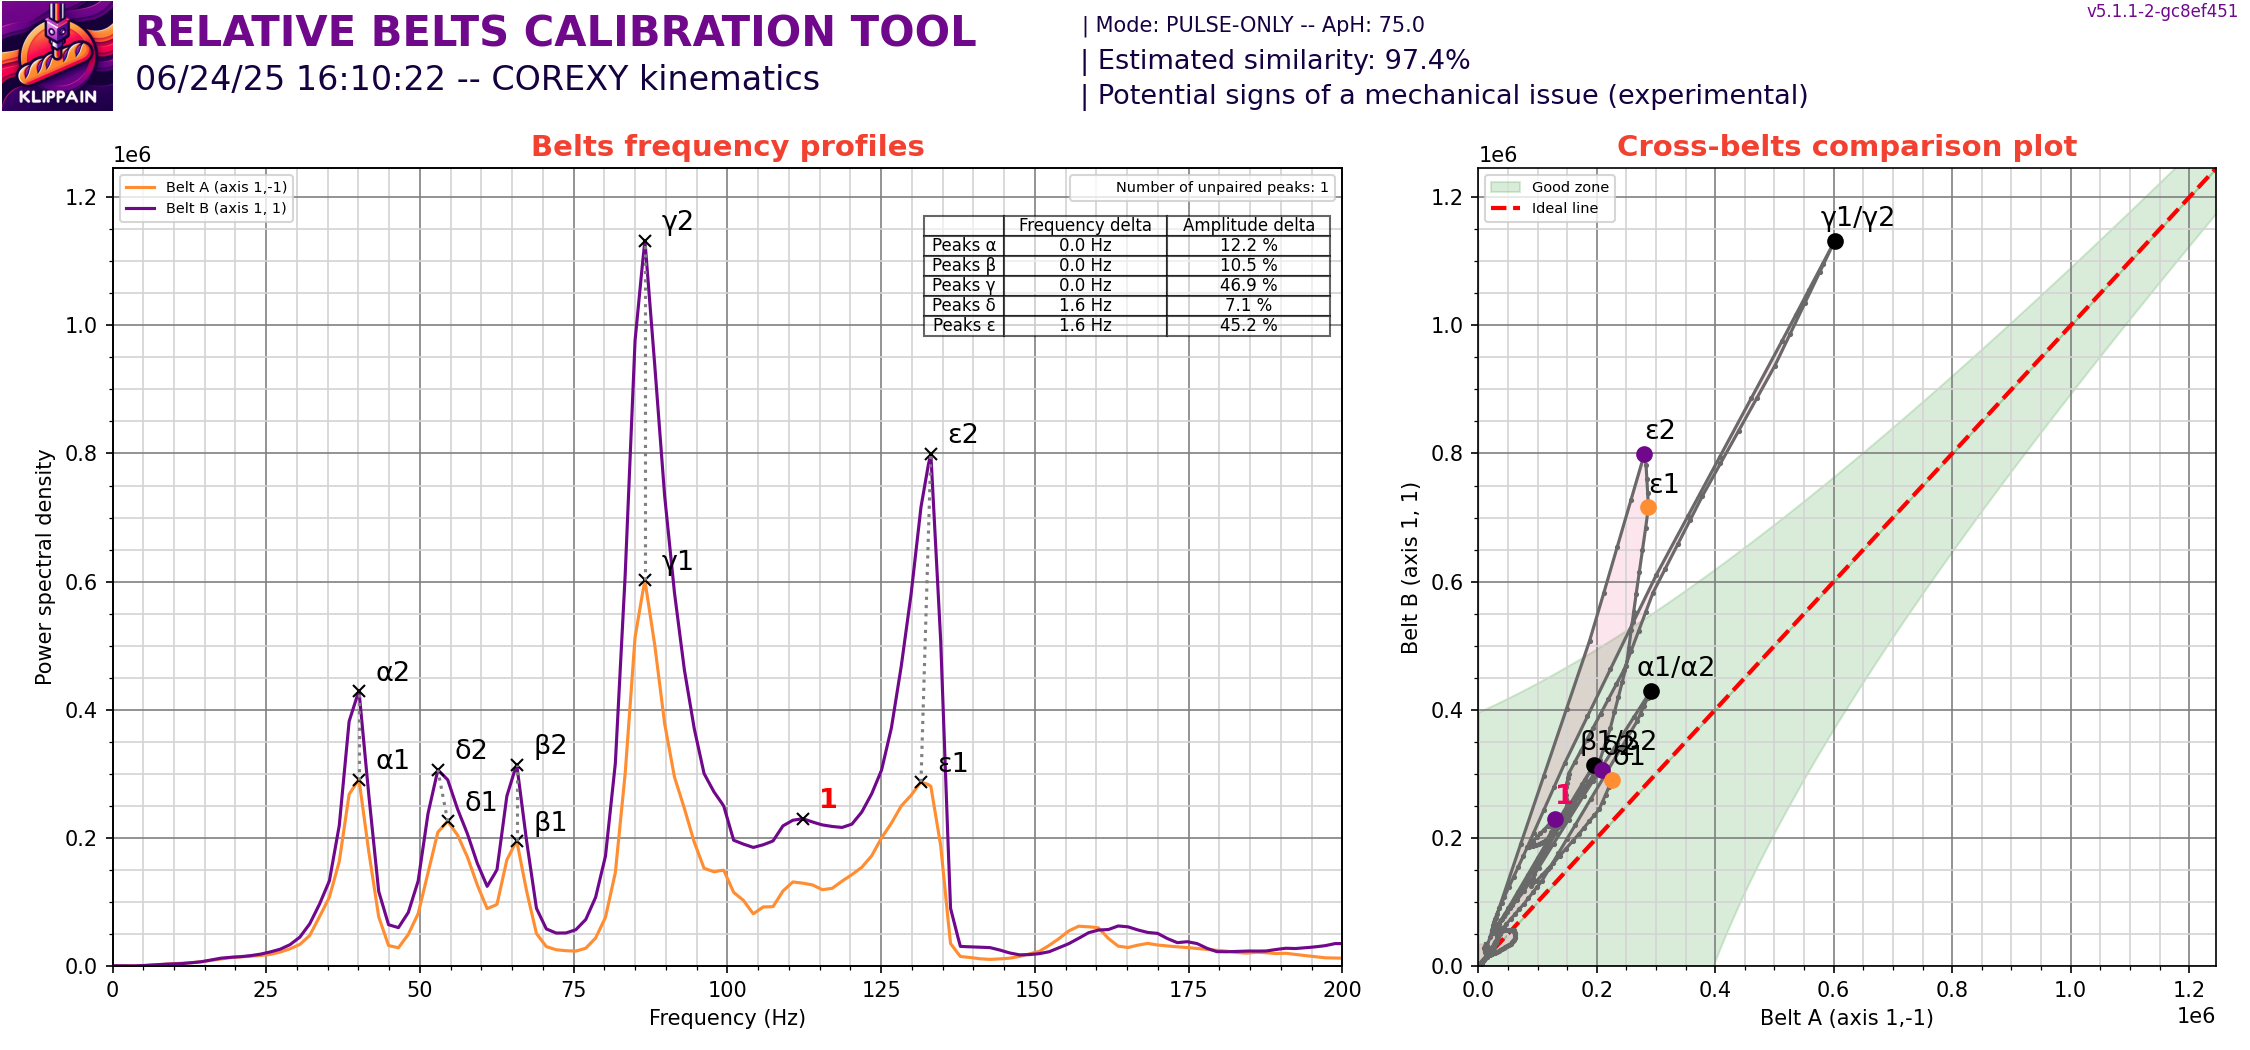 KLIPPAIN
RELATIVE BELTS CALIBRATION TOOL
06/24/25 16:10:22 -- COREXY kinematics
| Mode: PULSE-ONLY -- ApH: 75.0
| Estimated similarity: 97.4%
| Potential signs of a mechanical issue (experimental)
v5.1.1-2-gc8ef451
Belts frequency profiles
1e6
Belt A (axis 1,-1)
Belt B (axis 1, 1)
Number of unpaired peaks: 1
Frequency delta Amplitude delta
Peaks α 0.0 Hz 12.2 %
Peaks β 0.0 Hz 10.5 %
Peaks γ 0.0 Hz 46.9 %
Peaks δ 1.6 Hz 7.1 %
Peaks ε 1.6 Hz 45.2 %
γ2
γ1
ε2
ε1
α2
α1
δ2
δ1
β2
β1
1
Power spectral density
1.2
1.0
0.8
0.6
0.4
0.2
0.0
0 25 50 75 100 125 150 175 200
Frequency (Hz)
Cross-belts comparison plot
1e6
Good zone
Ideal line
γ1/γ2
ε2
ε1
α1/α2
β1/β2
δ2
δ1
1
Belt B (axis 1, 1)
1.2
1.0
0.8
0.6
0.4
0.2
0.0
0.0 0.2 0.4 0.6 0.8 1.0 1.2
1e6
Belt A (axis 1,-1)